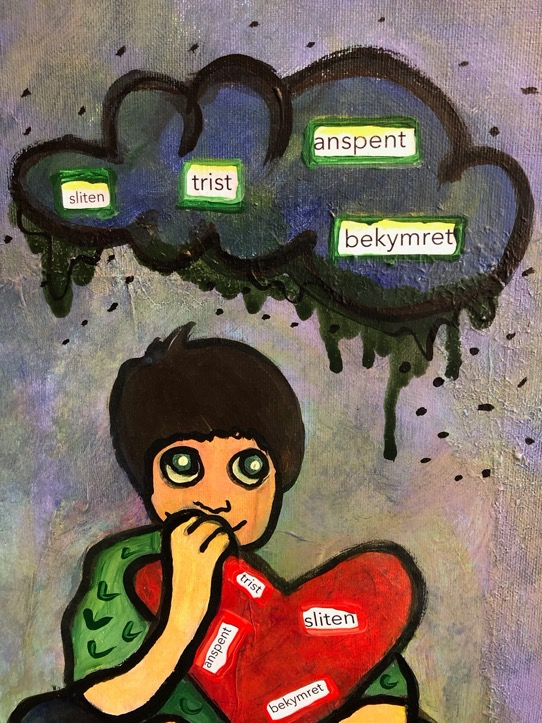 anspent
trist
sliten
bekymret
trist
sliten
anspent
bekymret